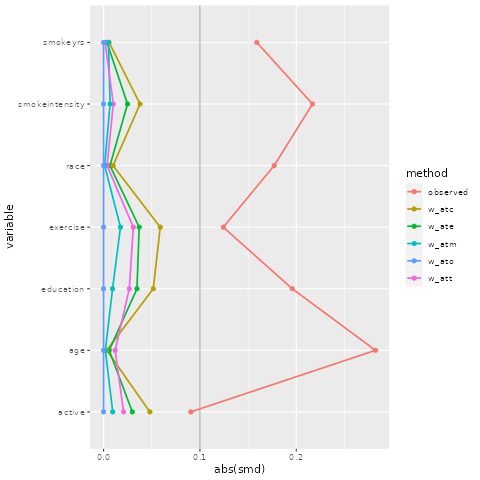 smokeyrs
smokeintensity
race
exercise
education
age
active
variable
0.0 0.1 0.2
abs(smd)
method
observed
w_atc
w_ate
w_atm
w_ato
w_att